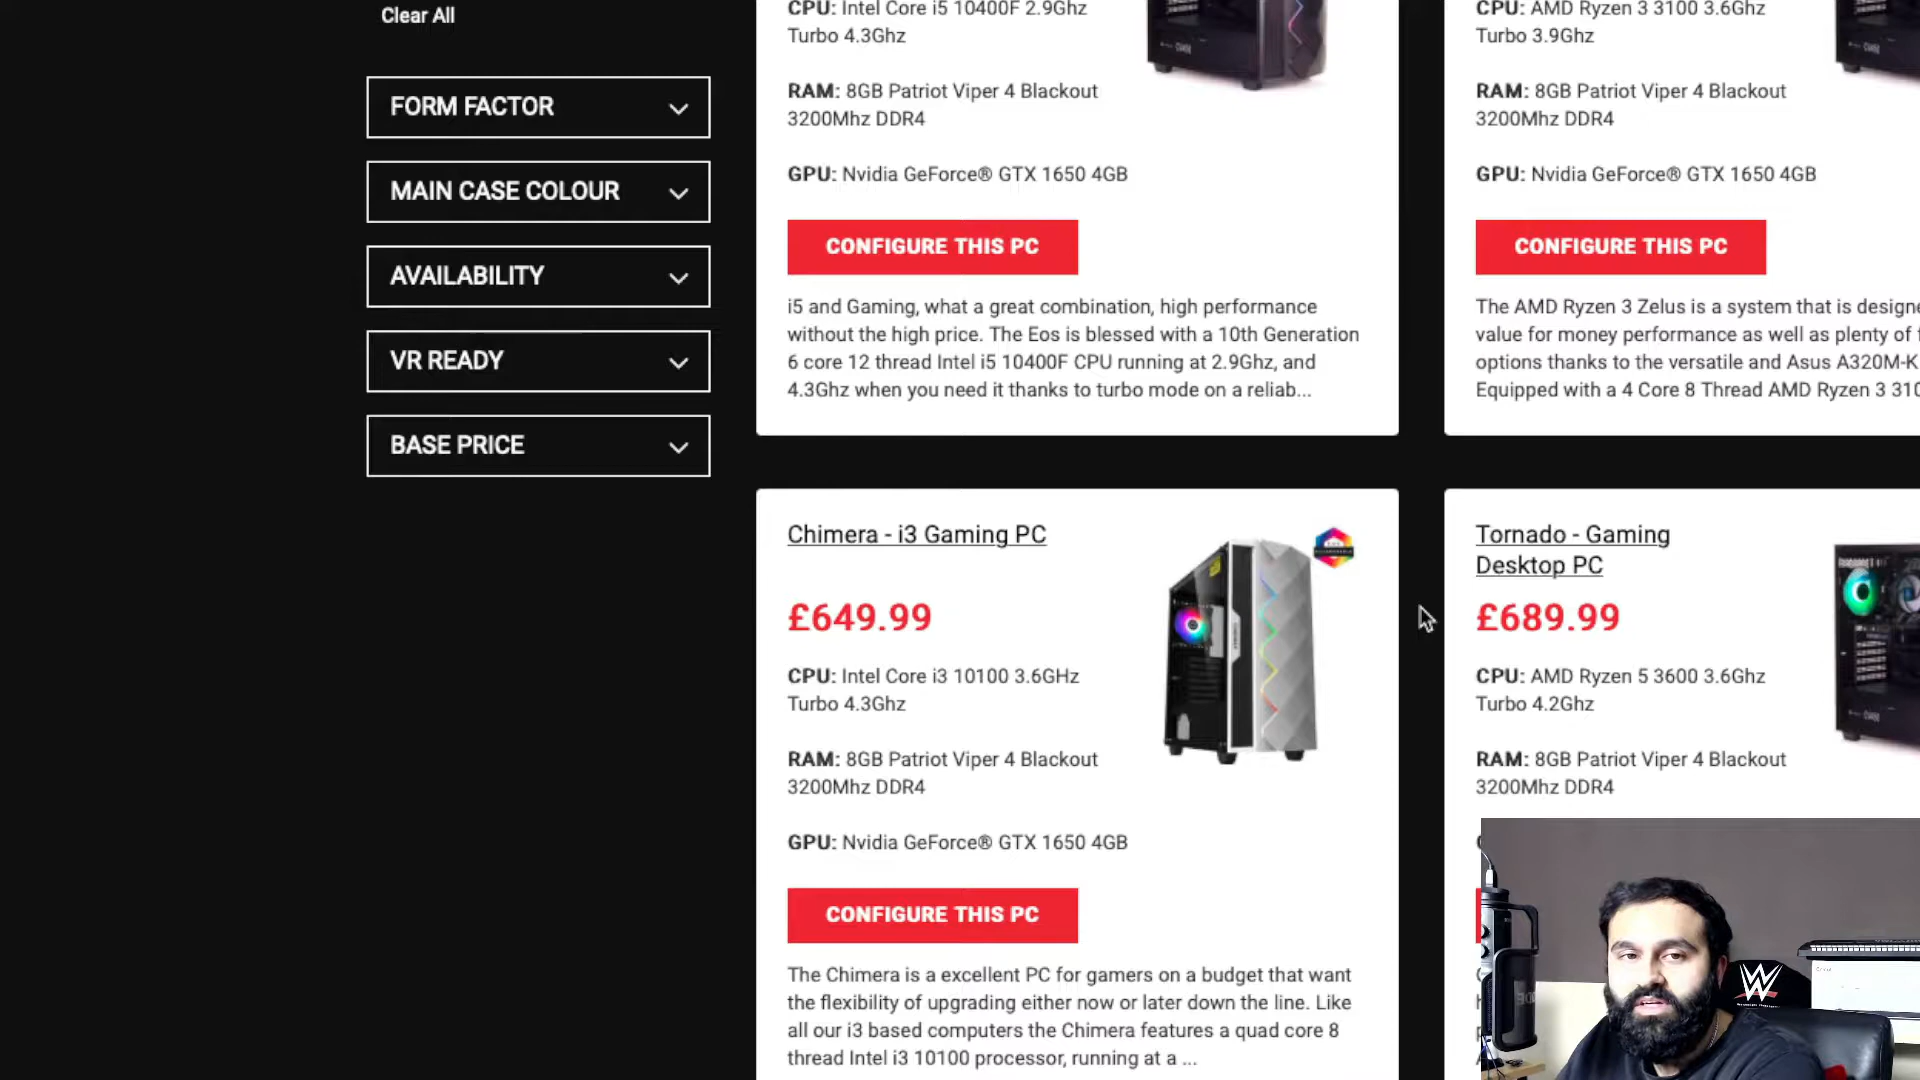 Clear All
FORM FACTOR
MAIN CASE COLOUR
AVAILABILITY
VR READY
BASE PRICE
CPU: Intel Core i5 10400F 2.9Ghz
Turbo 4.3Ghz
RAM: 8GB Patriot Viper 4 Blackout
3200Mhz DDR4
GPU: Nvidia GeForce® GTX 1650 4GB
CONFIGURE THIS PC
i5 and Gaming, what a great combination, high performance
without the high price. The Eos is blessed with a 10th Generation
6 core 12 thread Intel i5 10400F CPU running at 2.9Ghz, and
4.3Ghz when you need it thanks to turbo mode on a reliab...
CPU: AMD Ryzen 3 3100 3.6Ghz
Turbo 3.9Ghz
RAM: 8GB Patriot Viper 4 Blackout
3200Mhz DDR4
GPU: Nvidia GeForce® GTX 1650 4GB
CONFIGURE THIS PC
The AMD Ryzen 3 Zelus is a system that is designe
value for money performance as well as plenty of
options thanks to the versatile and Asus A320M-K
Equipped with a 4 Core 8 Thread AMD Ryzen 3 310
Chimera - i3 Gaming PC
£649.99
CPU: Intel Core i3 10100 3.6GHz
Turbo 4.3Ghz
RAM: 8GB Patriot Viper 4 Blackout
3200Mhz DDR4
GPU: Nvidia GeForce® GTX 1650 4GB
CONFIGURE THIS PC
The Chimera is a excellent PC for gamers on a budget that want
the flexibility of upgrading either now or later down the line. Like
all our i3 based computers the Chimera features a quad core 8
thread Intel i3 10100 processor, running at a ...
Tornado - Gaming
Desktop PC
£689.99
CPU: AMD Ryzen 5 3600 3.6Ghz
Turbo 4.2Ghz
RAM: 8GB Patriot Viper 4 Blackout
3200Mhz DDR4
W